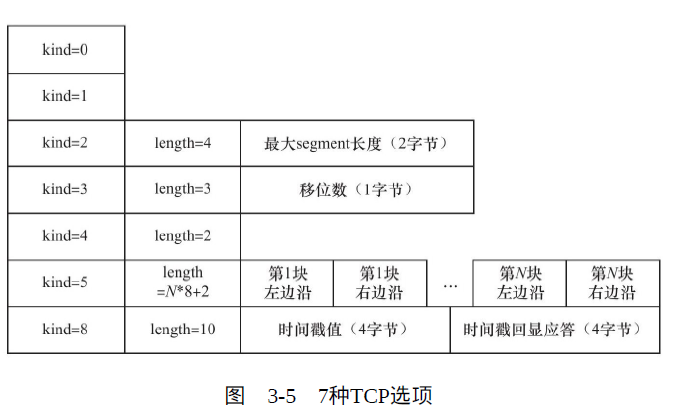 kind=0
kind=1
kind=2 length=4 最大segment长度（2字节）
kind=3 length=3 移位数（1字节）
kind=4 length=2
kind=5 length =N*8+2 第1块 左边沿 第1块 右边沿 … 第N块 左边沿 第N块 右边沿
kind=8 length=10 时间戳值（4字节） 时间戳回显应答（4字节）
图 3-5 7种TCP选项